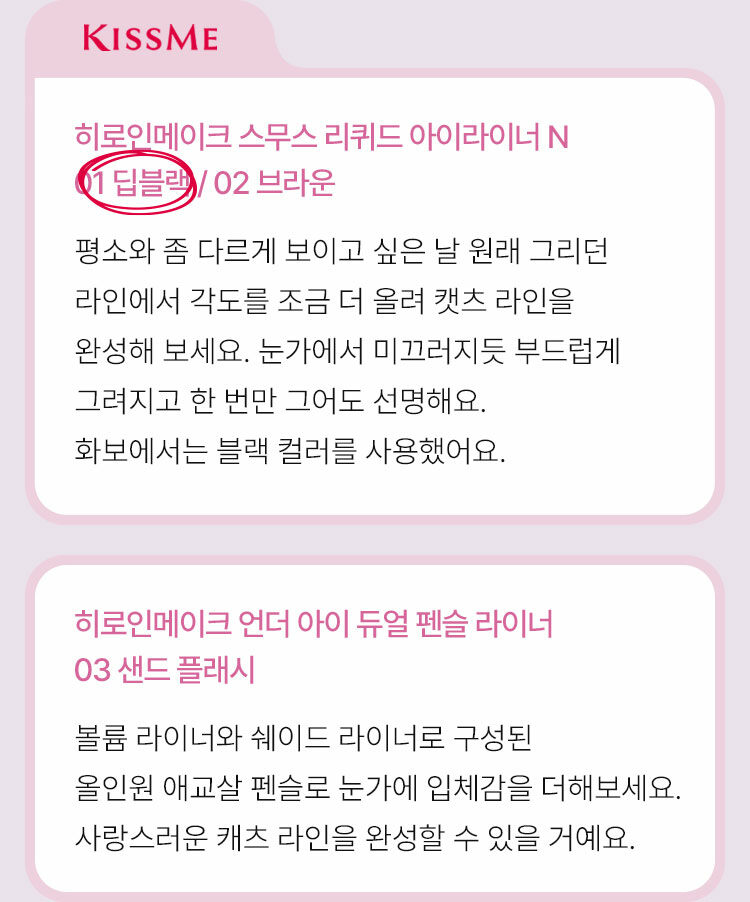 KISSME
히로인메이크 스무스 리퀴드 아이라이너 N
01 딥블랙 / 02 브라운
평소와 좀 다르게 보이고 싶은 날 원래 그리던
라인에서 각도를 조금 더 올려 캣츠 라인을
완성해 보세요. 눈가에서 미끄러지듯 부드럽게
그려지고 한 번만 그어도 선명해요.
화보에서는 블랙 컬러를 사용했어요.
히로인메이크 언더 아이 듀얼 펜슬 라이너
03 샌드 플래시
볼륨 라이너와 쉐이드 라이너로 구성된
올인원 애교살 펜슬로 눈가에 입체감을 더해보세요.
사랑스러운 캐츠 라인을 완성할 수 있을 거예요.